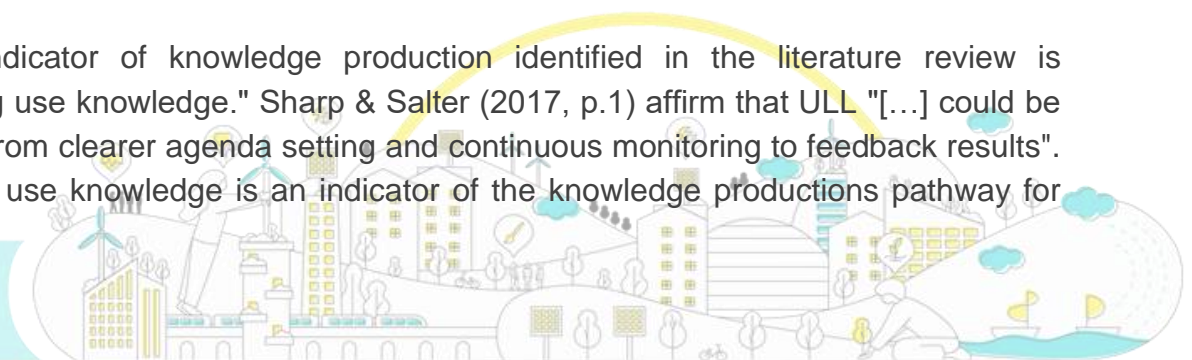 ndicator of knowledge production identified in the literature review is
g use knowledge." Sharp & Salter (2017, p.1) affirm that ULL "[…] could be
from clearer agenda setting and continuous monitoring to feedback results".
use knowledge is an indicator of the knowledge productions pathway for